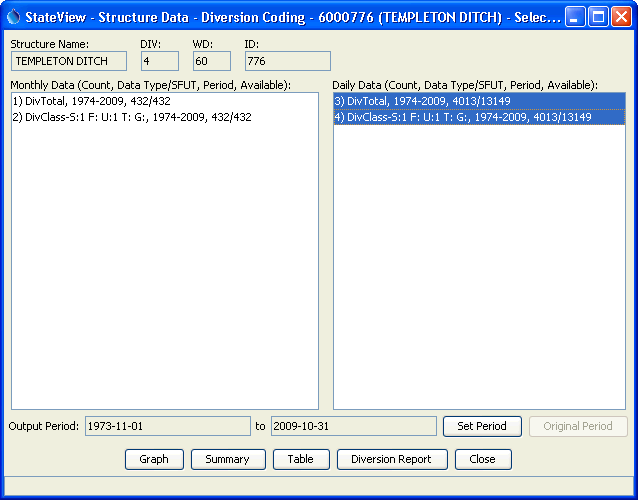 StateView - Structure Data - Diversion Coding - 6000776 (TEMPLETON DITCH) - Selec...
Structure Name: DIV: WD: ID:
TEMPLETON DITCH 4 60 776
Monthly Data (Count, Data Type/SFUT, Period, Available):
1) DivTotal, 1974-2009, 432/432
2) DivClass-S:1 F: U:1 T: G:, 1974-2009, 432/432
Daily Data (Count, Data Type/SFUT, Period, Available):
3) DivTotal, 1974-2009, 4013/13149
4) DivClass-S:1 F: U:1 T: G:, 1974-2009, 4013/13149
Output Period: 1973-11-01 to 2009-10-31 Set Period Original Period
Graph Summary Table Diversion Report Close